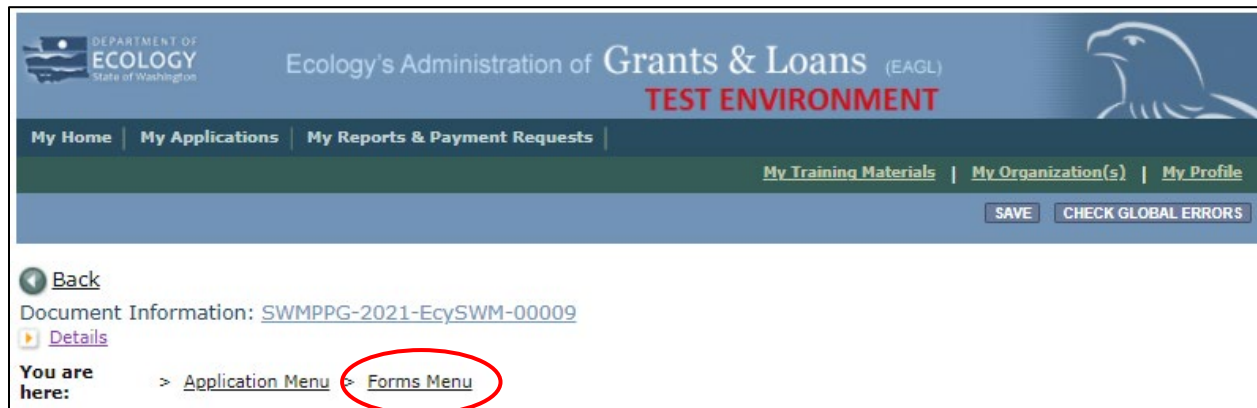 DEPARTMENT OF
ECOLOGY
State of Washington
Ecology's Administration of Grants & Loans (EAGL)
TEST ENVIRONMENT
My Home | My Applications | My Reports & Payment Requests |
My Training Materials | My Organization(s) | My Profile
SAVE CHECK GLOBAL ERRORS
Back
Document Information: SWMPPG-2021-EcySWM-00009
Details
You are here: > Application Menu > Forms Menu